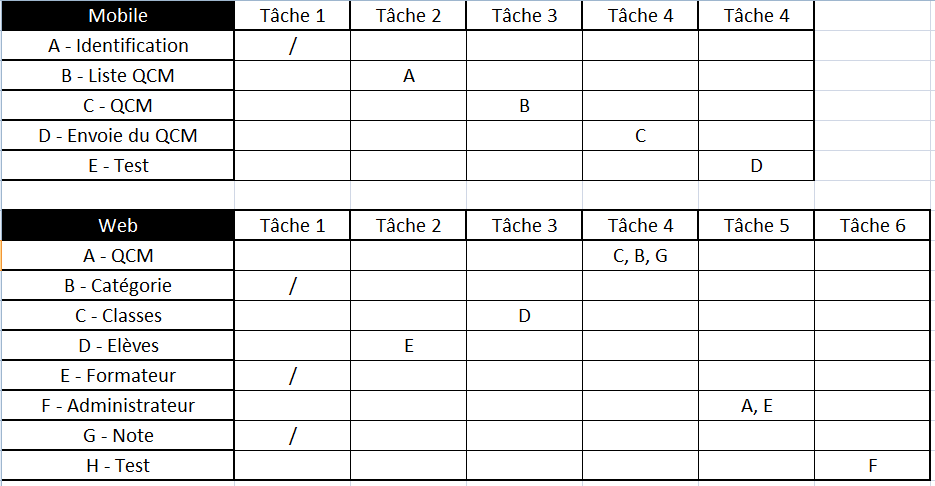 Mobile Tâche 1 Tâche 2 Tâche 3 Tâche 4 Tâche 4
A - Identification /
B - Liste QCM A
C - QCM B
D - Envoie du QCM C
E - Test D
Web Tâche 1 Tâche 2 Tâche 3 Tâche 4 Tâche 5 Tâche 6
A - QCM C, B, G
B - Catégorie /
C - Classes D
D - Elèves E
E - Formateur /
F - Administrateur A, E
G - Note /
H - Test F